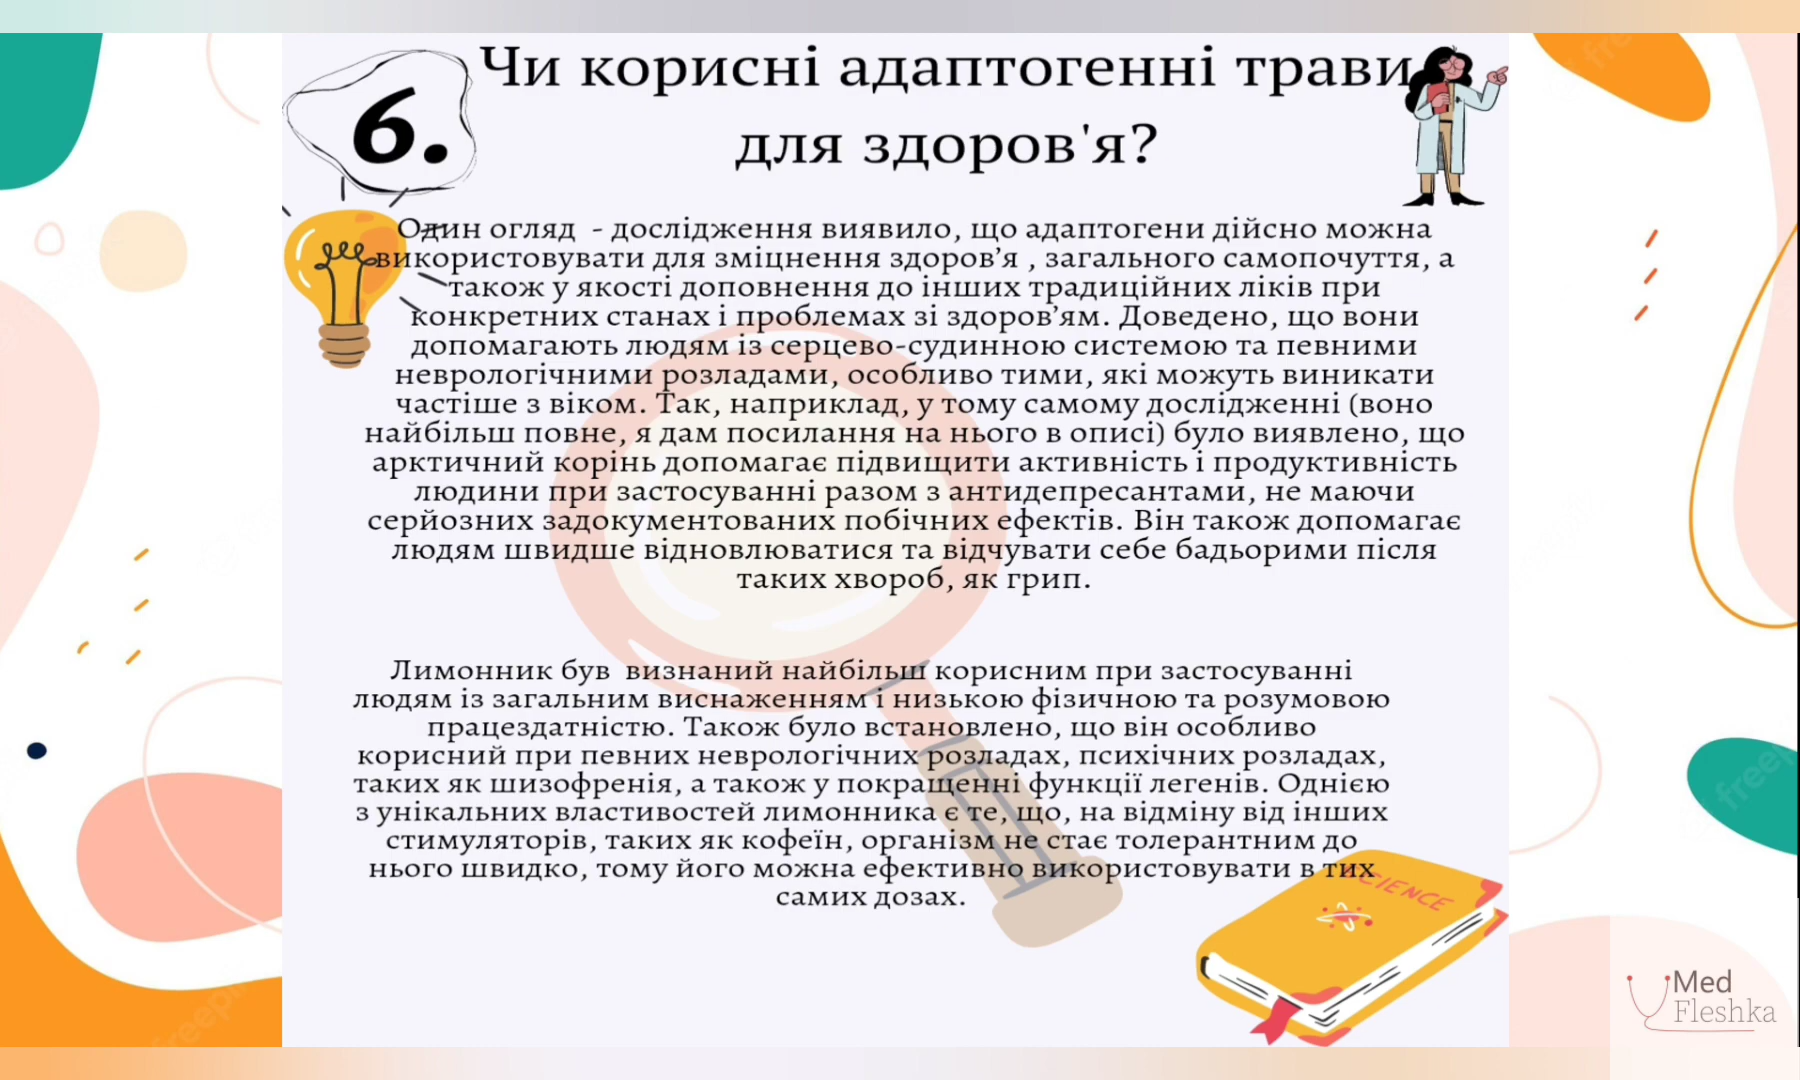 6.
Чи корисні адаптогенні трави
для здоров'я?
Один огляд - дослідження виявило, що адаптогени дійсно можна
використовувати для зміцнення здоров’я , загального самопочуття, а
також у якості доповнення до інших традиційних ліків при
конкретних станах і проблемах зі здоров’ям. Доведено, що вони
допомагають людям із серцево-судинною системою та певними
неврологічними розладами, особливо тими, які можуть виникати
частіше з віком. Так, наприклад, у тому самому дослідженні (воно
найбільш повне, я дам посилання на нього в описі) було виявлено, що
арктичний корінь допомагає підвищити активність і продуктивність
людини при застосуванні разом з антидепресантами, не маючи
серйозних задокументованих побічних ефектів. Він також допомагає
людям швидше відновлюватися та відчувати себе бадьорими після
таких хвороб, як грип.
Лимонник був визнаний найбільш корисним при застосуванні
людям із загальним виснаженням і низькою фізичною та розумовою
працездатністю. Також було встановлено, що він особливо
корисний при певних неврологічних розладах, психічних розладах,
таких як шизофренія, а також у покращенні функції легенів. Однією
з унікальних властивостей лимонника є те, що, на відміну від інших
стимуляторів, таких як кофеїн, організм не стає толерантним до
нього швидко, тому його можна ефективно використовувати в тих
самих дозах.
SCIENCE
Med
Fleshka